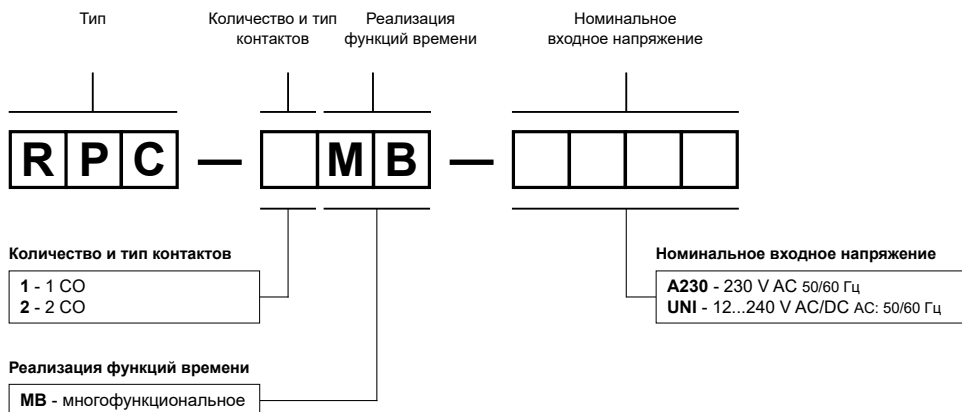 Тип
Количество и тип
контактов
Реализация
функций времени
Номинальное
входное напряжение
RPC — MB —
Количество и тип контактов
1 - 1 CO
2 - 2 CO
Номинальное входное напряжение
A230 - 230 V AC 50/60 Гц
UNI - 12...240 V AC/DC AC: 50/60 Гц
Реализация функций времени
MB - многофункциональное